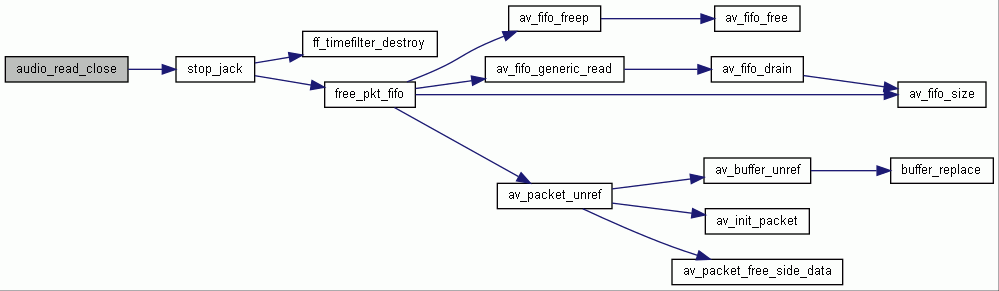 av_fifo_freep
av_fifo_free
ff_timefilter_destroy
audio_read_close
stop_jack
av_fifo_generic_read
av_fifo_drain
free_pkt_fifo
av_fifo_size
av_buffer_unref
buffer_replace
av_packet_unref
av_init_packet
av_packet_free_side_data